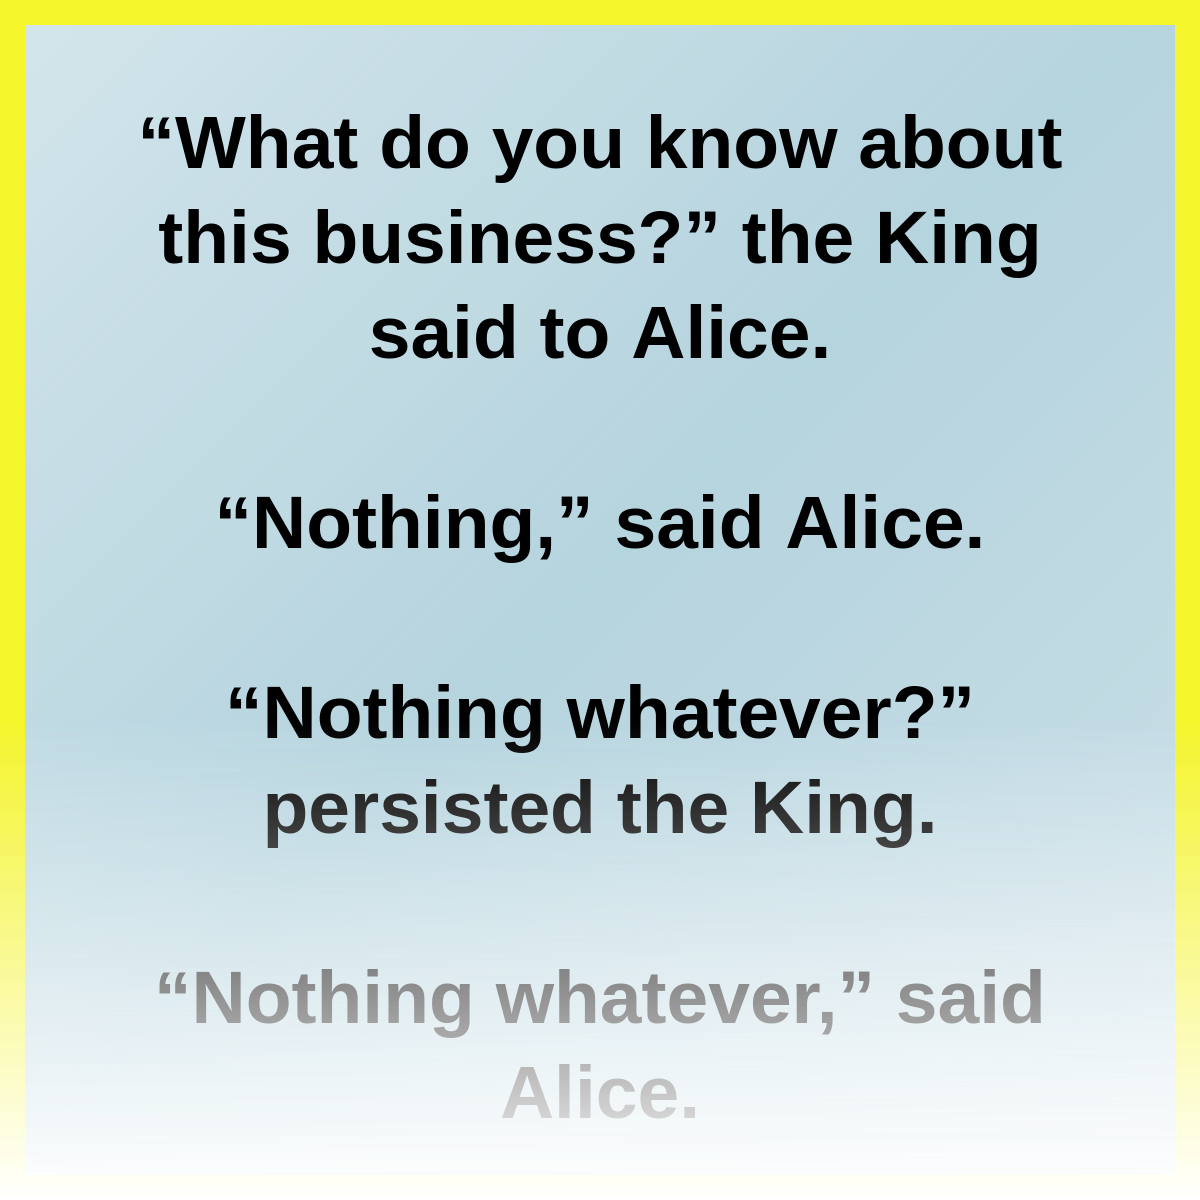 “What do you know about
this business?” the King
said to Alice.
“Nothing,” said Alice.
“Nothing whatever?”
persisted the King.
“Nothing whatever,” said
Alice.